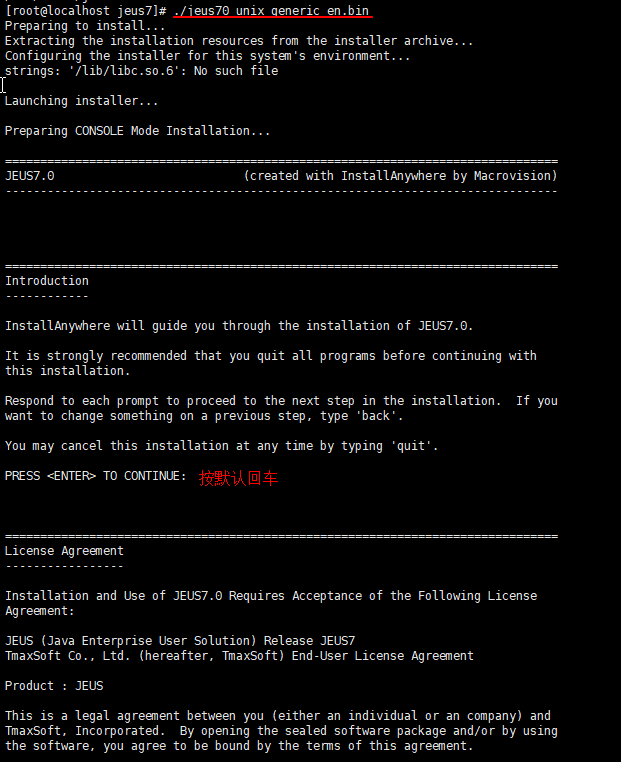 [root@localhost jeus7]# ./jeus70_unix_generic_en.bin
Preparing to install...
Extracting the installation resources from the installer archive...
Configuring the installer for this system's environment...
strings: '/lib/libc.so.6': No such file
Launching installer...
Preparing CONSOLE Mode Installation...
===============================================================================
JEUS7.0 (created with InstallAnywhere by Macrovision)
-------------------------------------------------------------------------------
===============================================================================
Introduction
------------
InstallAnywhere will guide you through the installation of JEUS7.0.
It is strongly recommended that you quit all programs before continuing with
this installation.
Respond to each prompt to proceed to the next step in the installation.  If you
want to change something on a previous step, type 'back'.
You may cancel this installation at any time by typing 'quit'.
PRESS <ENTER> TO CONTINUE: 按默认回车
===============================================================================
License Agreement
-----------------
Installation and Use of JEUS7.0 Requires Acceptance of the Following License
Agreement:
JEUS (Java Enterprise User Solution) Release JEUS7
TmaxSoft Co., Ltd. (hereafter, TmaxSoft) End-User License Agreement
Product : JEUS
This is a legal agreement between you (either an individual or an company) and
TmaxSoft, Incorporated.  By opening the sealed software package and/or by using
the software, you agree to be bound by the terms of this agreement.